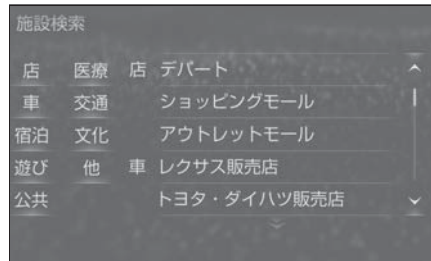 施設検索
店 医療 店 デパート
車 交通 ショッピングモール
宿泊 文化 アウトレットモール
遊び 他 車 レクサス販売店
公共 トヨタ・ダイハツ販売店